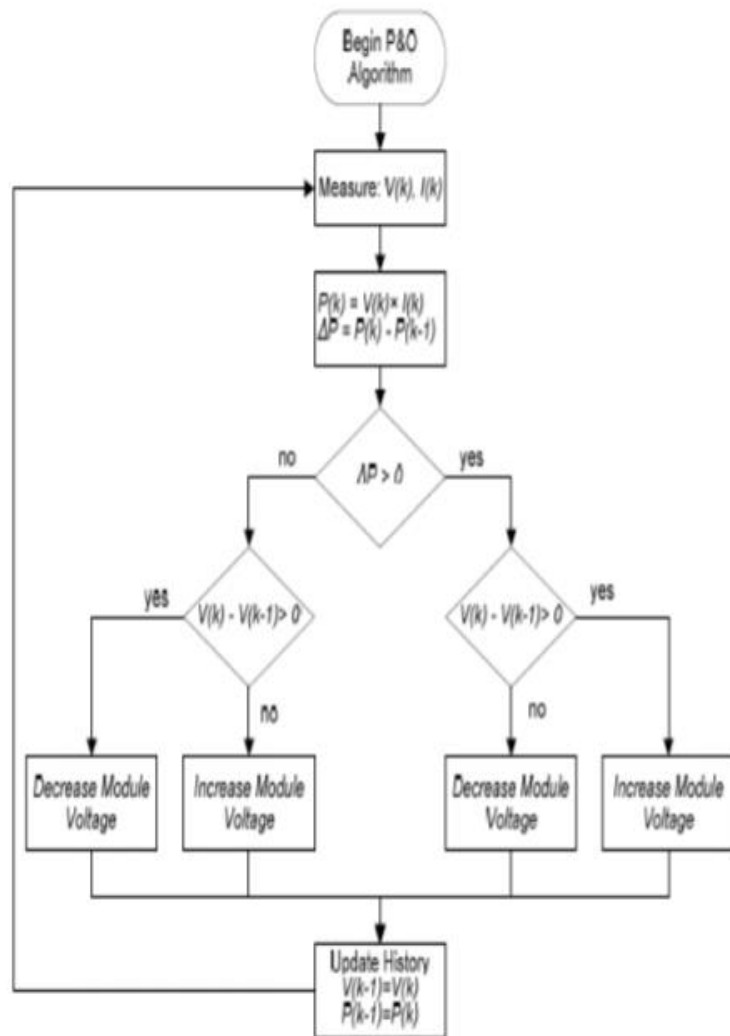 Begin P&O
Algorithm
Measure: V(k), I(k)
P(k) = V(k)× I(k)
ΔP = P(k) - P(k-1)
no
yes
ΔP > 0
yes
V(k) - V(k-1)> 0
V(k) - V(k-1)> 0
yes
no
no
Decrease Module
Voltage
Increase Module
Voltage
Decrease Module
Voltage
Increase Module
Voltage
Update History
V(k-1)=V(k)
P(k-1)=P(k)